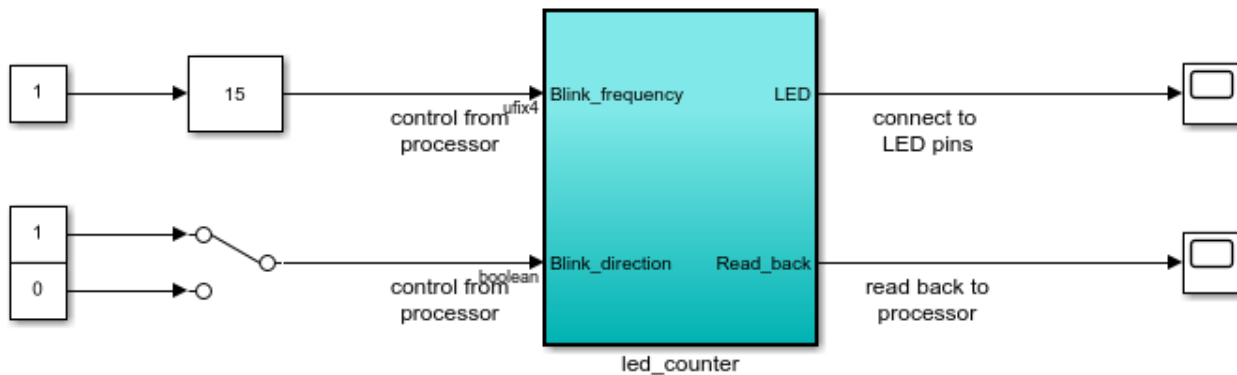 1
15
ufix4
control from
processor
Blink_frequency
LED
connect to
LED pins
1
0
boolean
control from
processor
Blink_direction
Read_back
read back to
processor
led_counter